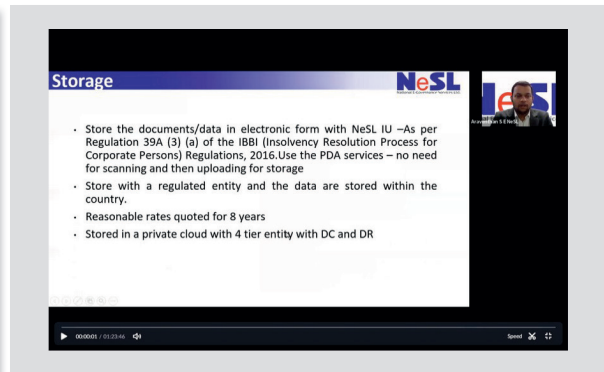 Storage
NeSL
• Store the documents/data in electronic form with NeSL IU –As per
Regulation 39A (3) (a) of the IBBI (Insolvency Resolution Process for
Corporate Persons) Regulations, 2016.Use the PDA services – no need
for scanning and then uploading for storage
• Store with a regulated entity and the data are stored within the
country.
• Reasonable rates quoted for 8 years
• Stored in a private cloud with 4 tier entity with DC and DR
00:00:01 / 01:23:46
Speed